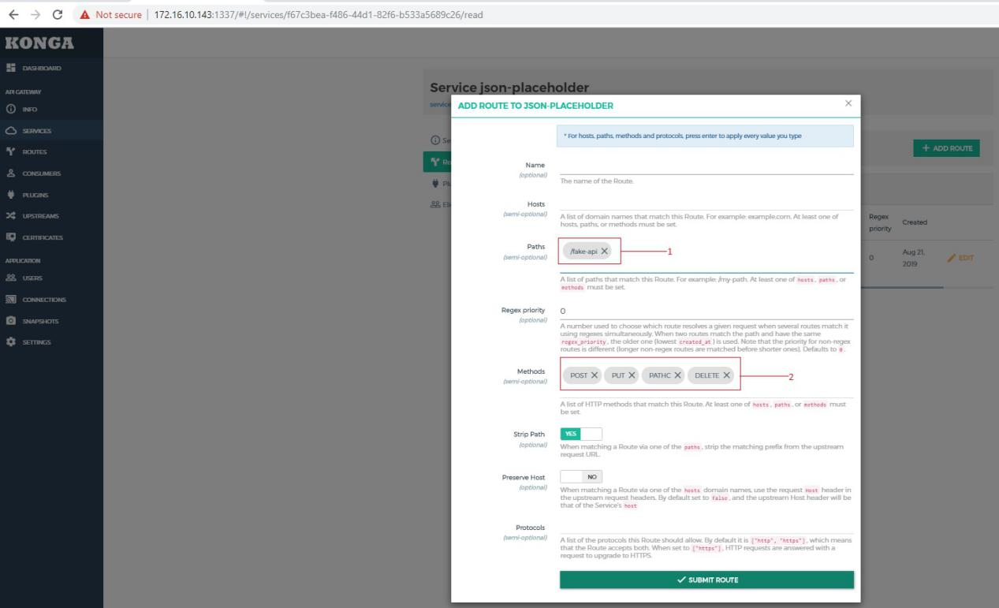 Not secure | 172.16.10.143:1337/#!/services/f67c3bea-f486-44d1-82f6-b533a5689c26/read
KONGA
DASHBOARD
API GATEWAY
INFO
SERVICES
ROUTES
CONSUMERS
PLUGINS
UPSTREAMS
CERTIFICATES
APPLICATION
USERS
CONNECTIONS
SNAPSHOTS
SETTINGS
Service json-placeholder
service
Se
Ro
Pl
Eli
+ ADD ROUTE
Regex priority
Created
0
Aug 21, 2019
EDIT
ADD ROUTE TO JSON-PLACEHOLDER
* For hosts, paths, methods and protocols, press enter to apply every value you type
Name
(optional)
The name of the Route.
Hosts
(semi-optional)
A list of domain names that match this Route. For example: example.com. At least one of
hosts, paths, or methods must be set.
Paths
(semi-optional)
/fake-api
1
A list of paths that match this Route. For example: /my-path. At least one of hosts, paths, or
methods must be set.
Regex priority
(optional)
0
A number used to choose which route resolves a given request when several routes match it
using regexes simultaneously. When two routes match the path and have the same
regex_priority, the older one (lowest created_at) is used. Note that the priority for non-regex
routes is different (longer non-regex routes are matched before shorter ones). Defaults to 0.
Methods
(semi-optional)
POST PUT PATHC DELETE
2
A list of HTTP methods that match this Route. At least one of hosts, paths, or methods must
be set.
Strip Path
(optional)
YES
When matching a Route via one of the paths, strip the matching prefix from the upstream
request URL.
Preserve Host
(optional)
NO
When matching a Route via one of the hosts domain names, use the request Host header in
the upstream request headers. By default set to false, and the upstream Host header will be
that of the Service's host
Protocols
(semi-optional)
A list of the protocols this Route should allow. By default it is ["http", "https"], which means
that the Route accepts both. When set to ["https"], HTTP requests are answered with a
request to upgrade to HTTPS.
SUBMIT ROUTE